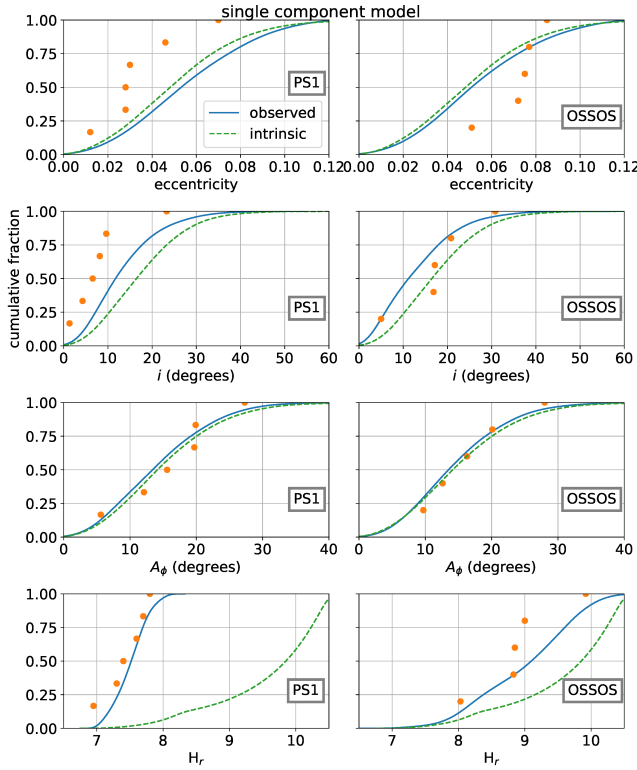 single component model
1.00
0.75
0.50
0.25
0.00
PS1
observed
intrinsic
OSSOS
0.00 0.02 0.04 0.06 0.08 0.10 0.12
0.00 0.02 0.04 0.06 0.08 0.10 0.12
eccentricity
eccentricity
cumulative fraction
1.00
0.75
0.50
0.25
0.00
PS1
OSSOS
0 10 20 30 40 50 60
0 10 20 30 40 50 60
i (degrees)
i (degrees)
1.00
0.75
0.50
0.25
0.00
PS1
OSSOS
0 10 20 30 40
0 10 20 30 40
Aϕ (degrees)
Aϕ (degrees)
1.00
0.75
0.50
0.25
0.00
PS1
OSSOS
7 8 9 10
7 8 9 10
Hr
Hr